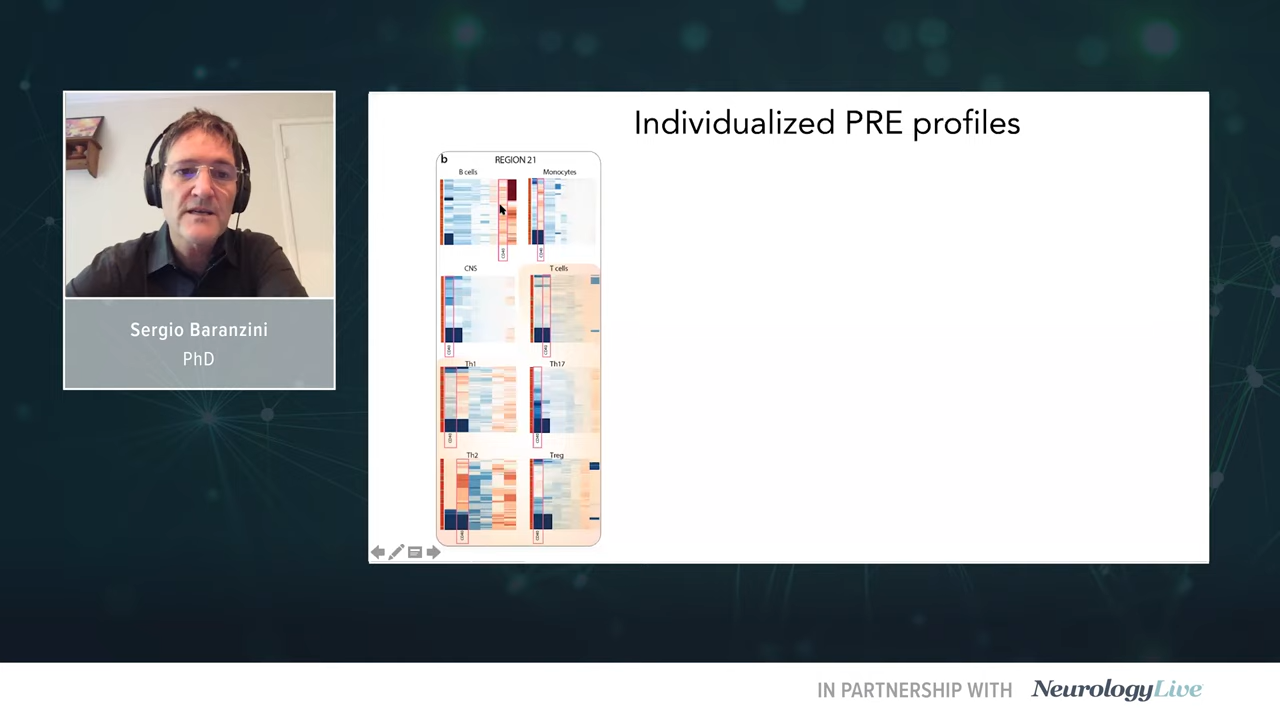 Individualized PRE profiles
b
REGION 21
B cells
Monocytes
CNS
T cells
Th1
Th17
Th2
Treg
Sergio Baranzini
PhD
IN PARTNERSHIP WITH NeurologyLive